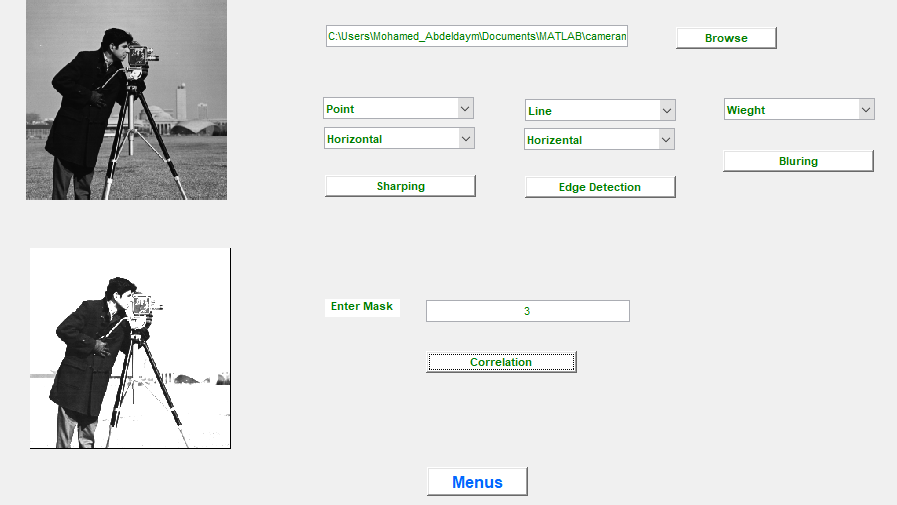 C:\Users\Mohamed_Abdeldaym\Documents\MATLAB\cameran
Browse
Point
Line
Wieght
Horizontal
Horizental
Bluring
Sharping
Edge Detection
Enter Mask
3
Correlation
Menus